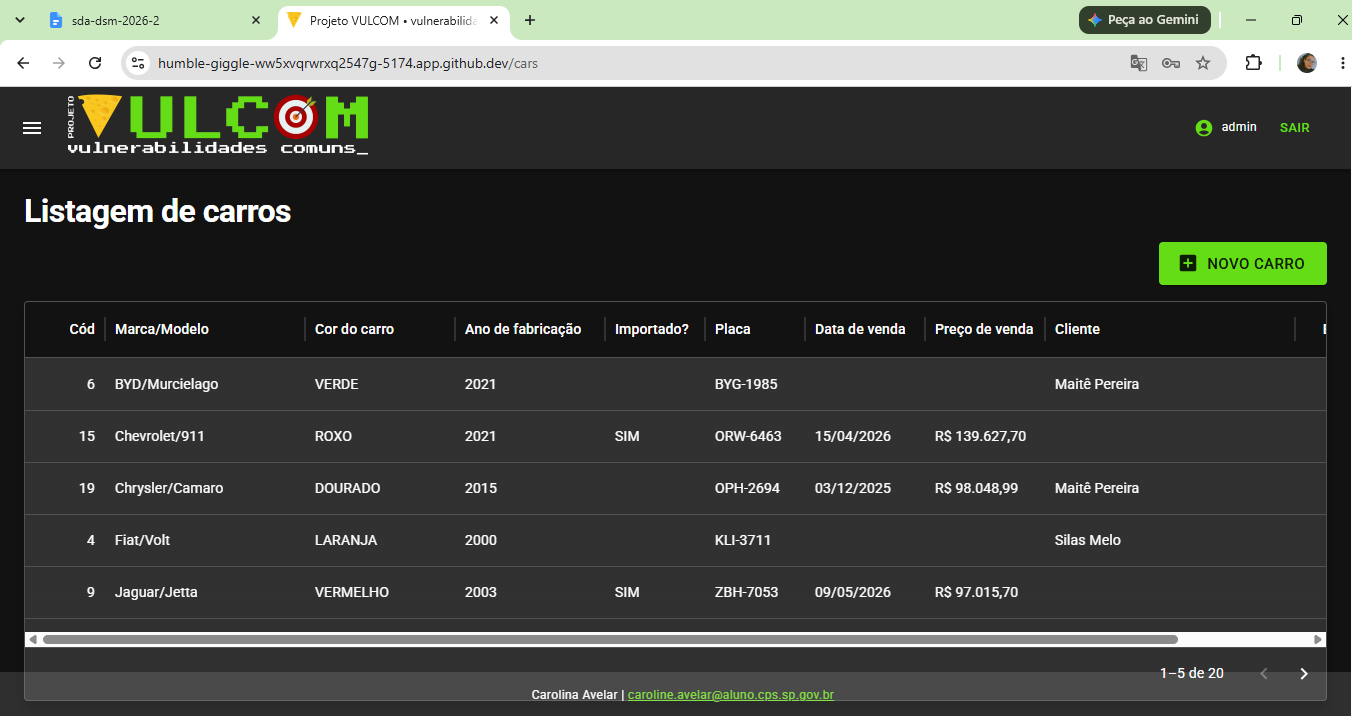 sda-dsm-2026-2
Projeto VULCOM • vulnerabilida
Peça ao Gemini
humble-giggle-ww5xvqrwrxq2547g-5174.app.github.dev/cars
PROJETO
VULCOM
vulnerabilidades comuns_
admin
SAIR
Listagem de carros
NOVO CARRO
Cód Marca/Modelo Cor do carro Ano de fabricação Importado? Placa Data de venda Preço de venda Cliente
6 BYD/Murcielago VERDE 2021 BYG-1985 Maitê Pereira
15 Chevrolet/911 ROXO 2021 SIM ORW-6463 15/04/2026 R$ 139.627,70
19 Chrysler/Camaro DOURADO 2015 OPH-2694 03/12/2025 R$ 98.048,99 Maitê Pereira
4 Fiat/Volt LARANJA 2000 KLI-3711 Silas Melo
9 Jaguar/Jetta VERMELHO 2003 SIM ZBH-7053 09/05/2026 R$ 97.015,70
1–5 de 20
Carolina Avelar | caroline.avelar@aluno.cps.sp.gov.br